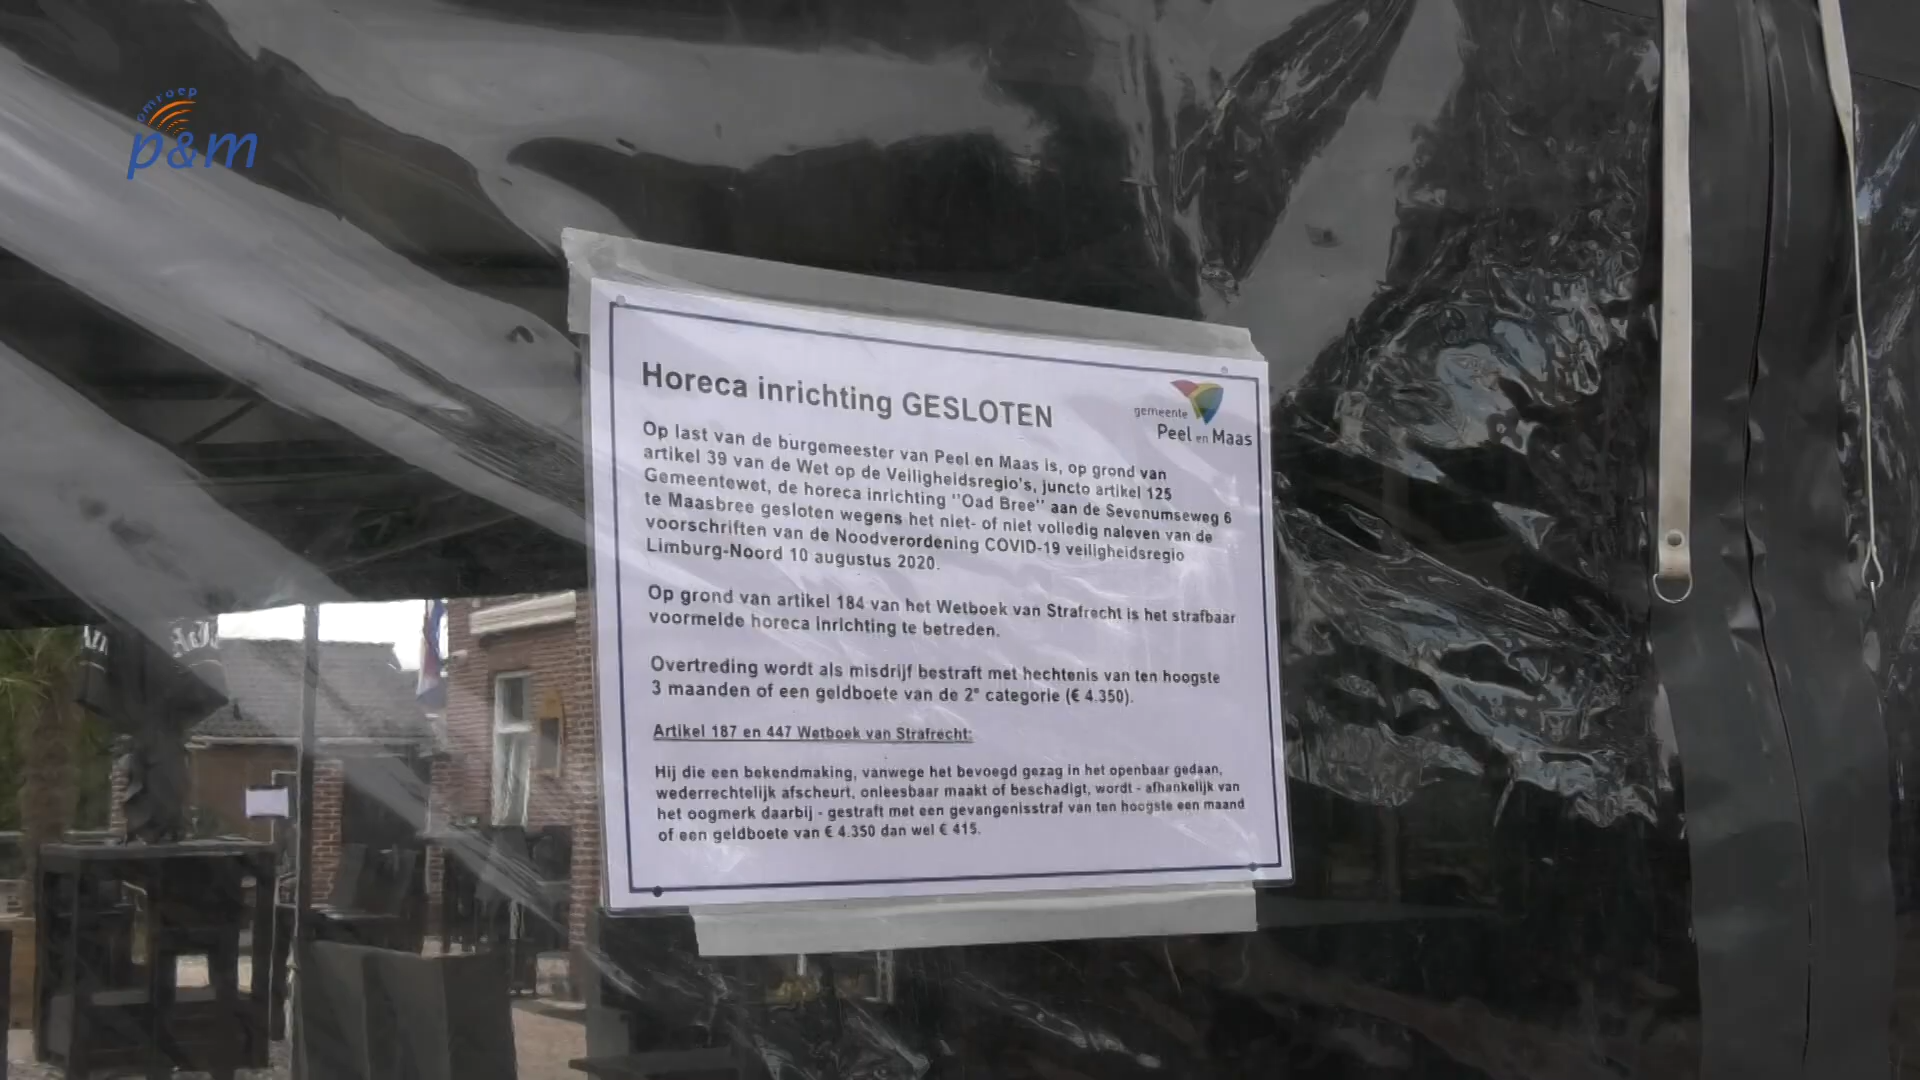 omroep
p&m
Horeca inrichting GESLOTEN
gemeente
Peel en Maas
Op last van de burgemeester van Peel en Maas is, op grond van
artikel 39 van de Wet op de Veiligheidsregio's, juncto artikel 125
Gemeentewet, de horeca inrichting "Oad Bree" aan de Sevenumseweg 6
te Maasbree gesloten wegens het niet- of niet volledig naleven van de
voorschriften van de Noodverordening COVID-19 veiligheidsregio
Limburg-Noord 10 augustus 2020.
Op grond van artikel 184 van het Wetboek van Strafrecht is het strafbaar
voormelde horeca inrichting te betreden.
Overtreding wordt als misdrijf bestraft met hechtenis van ten hoogste
3 maanden of een geldboete van de 2e categorie (€ 4.350).
Artikel 187 en 447 Wetboek van Strafrecht:
Hij die een bekendmaking, vanwege het bevoegd gezag in het openbaar gedaan,
wederrechtelijk afscheurt, onleesbaar maakt of beschadigt, wordt - afhankelijk van
het oogmerk daarbij - gestraft met een gevangenisstraf van ten hoogste een maand
of een geldboete van € 4.350 dan wel € 415.